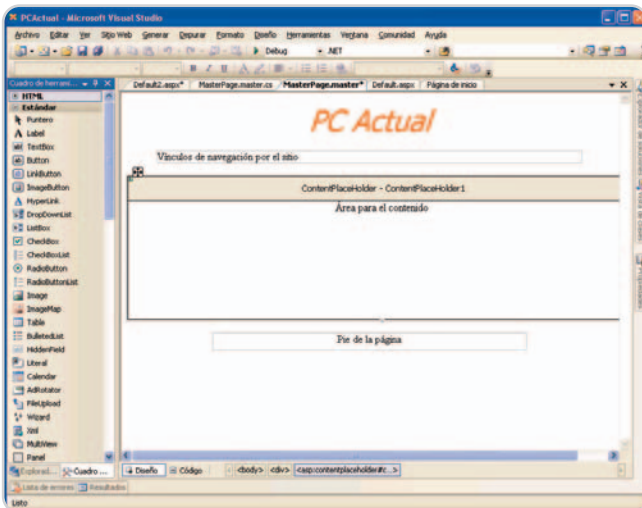 PCActual - Microsoft Visual Studio
Archivo Editar Ver Sitio Web Generar Depurar Formato Diseño Herramientas Ventana Comunidad Ayuda
Debug .NET
Cuadro de herrami...
Default2.aspx* MasterPage.master.cs MasterPage.master* Default.aspx Página de inicio
HTML
Estándar
Puntero
Label
TextBox
Button
LinkButton
ImageButton
HyperLink
DropDownList
ListBox
CheckBox
CheckBoxList
RadioButton
RadioButtonList
Image
ImageMap
Table
BulletedList
HiddenField
Literal
Calendar
AdRotator
FileUpload
Wizard
Xml
MultiView
Panel
PC Actual
Vínculos de navegación por el sitio
ContentPlaceHolder - ContentPlaceHolder1
Área para el contenido
Pie de la página
Explorad... Cuadro ...
Diseño Código <body> <div> <asp:contentplaceholder#c...>
Lista de errores Resultados
Listo